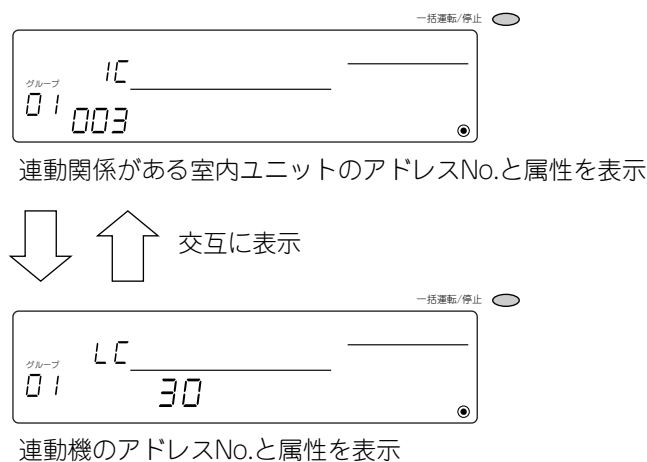 一括運転/停止
IC
グループ
01 003
連動関係がある室内ユニットのアドレスNo.と属性を表示
交互に表示
一括運転/停止
LC
グループ
01 30
連動機のアドレスNo.と属性を表示